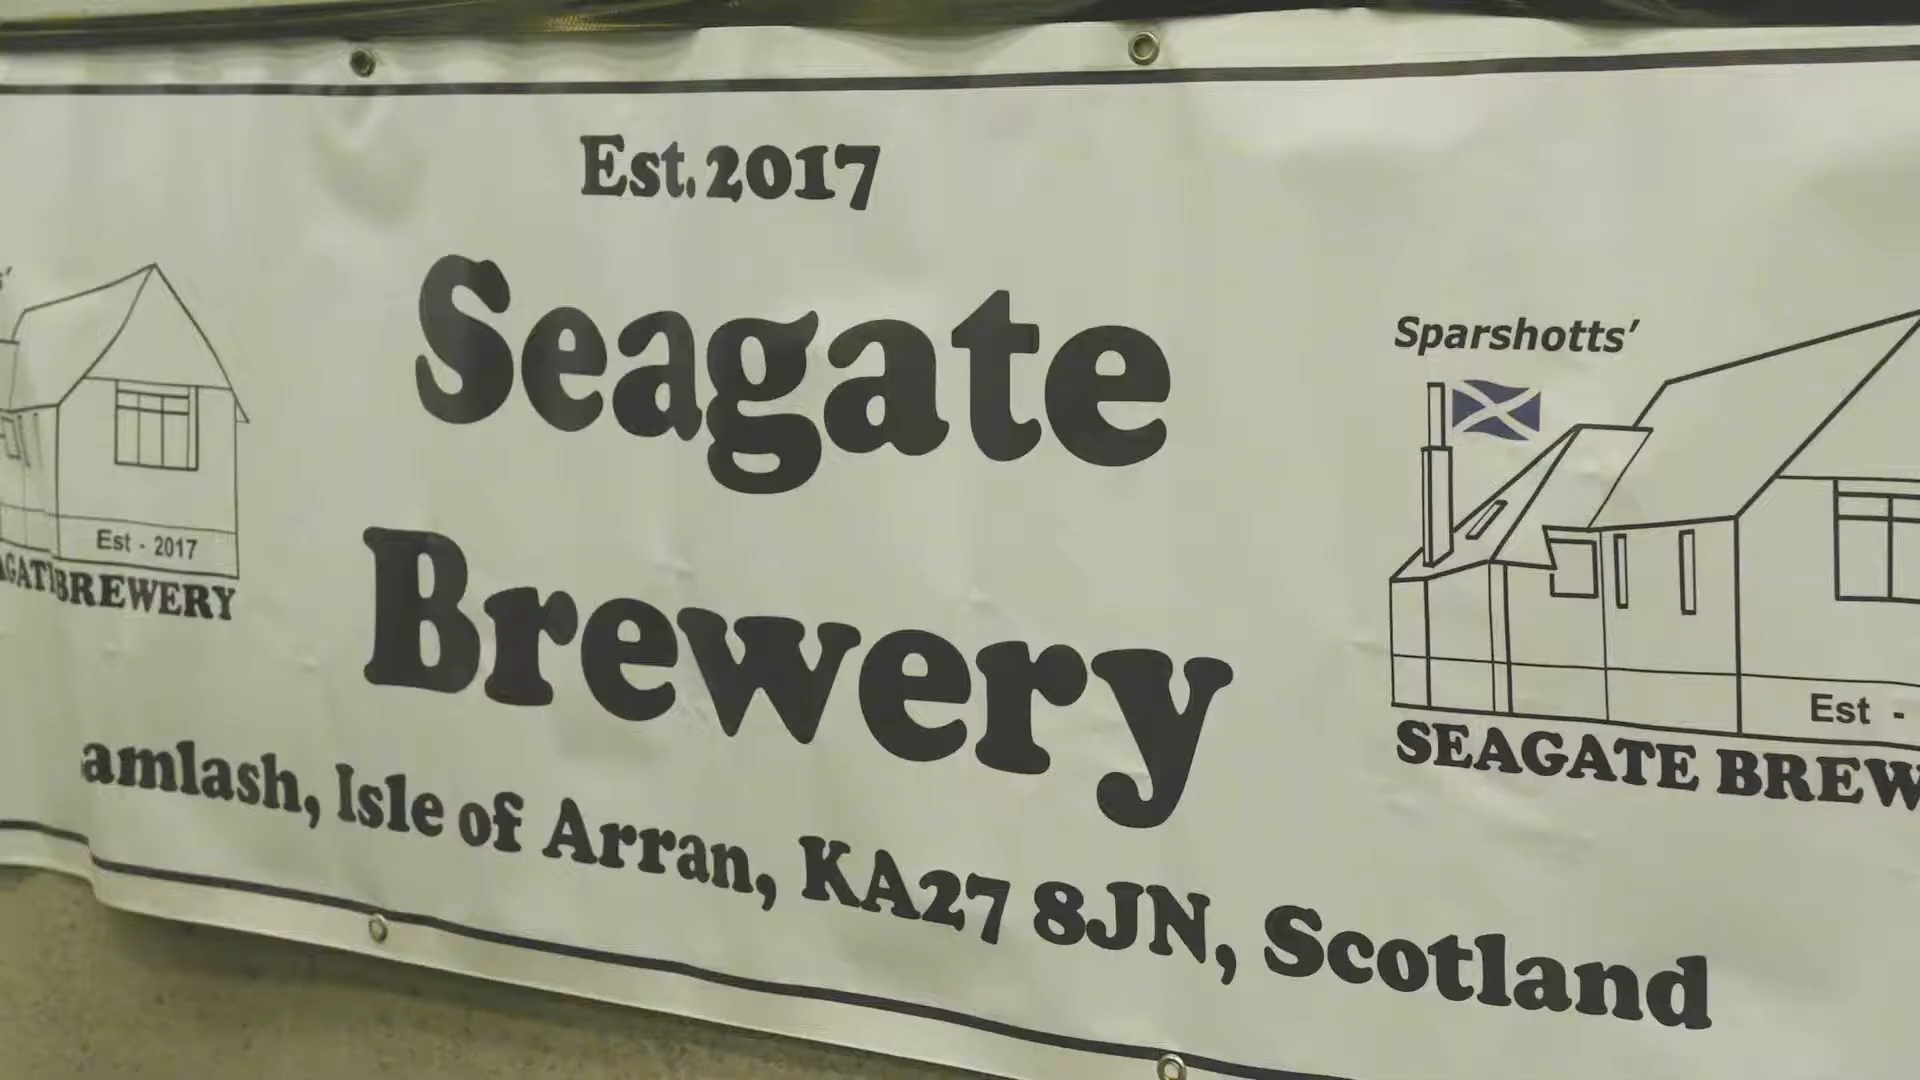 Est.2017
Seagate
Brewery
amlash, Isle of Arran, KA27 8JN, Scotland
Est - 2017
BREWERY
Sparshotts'
Est -
SEAGATE BREW